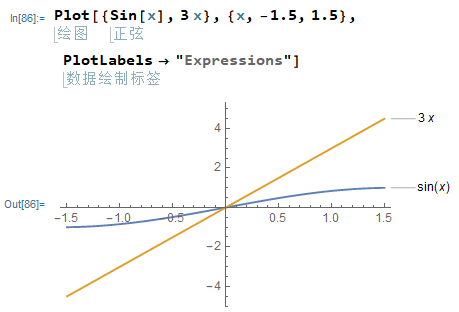 In[86]:= Plot[{Sin[x], 3 x}, {x, -1.5, 1.5},
绘图 正弦
PlotLabels → "Expressions"]
数据绘制标签
Out[86]=
4
2
-2
-4
-1.5 -1.0 -0.5 0.5 1.0 1.5
3 x
sin(x)